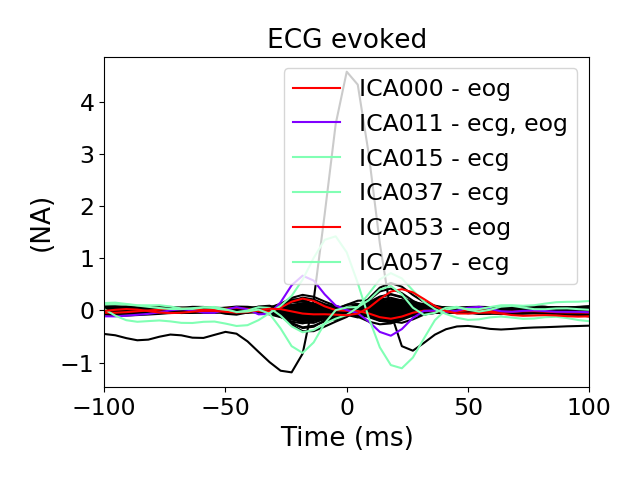 ECG evoked
(NA)
4
3
2
1
0
−1
ICA000 - eog
ICA011 - ecg, eog
ICA015 - ecg
ICA037 - ecg
ICA053 - eog
ICA057 - ecg
−100
−50
0
50
100
Time (ms)